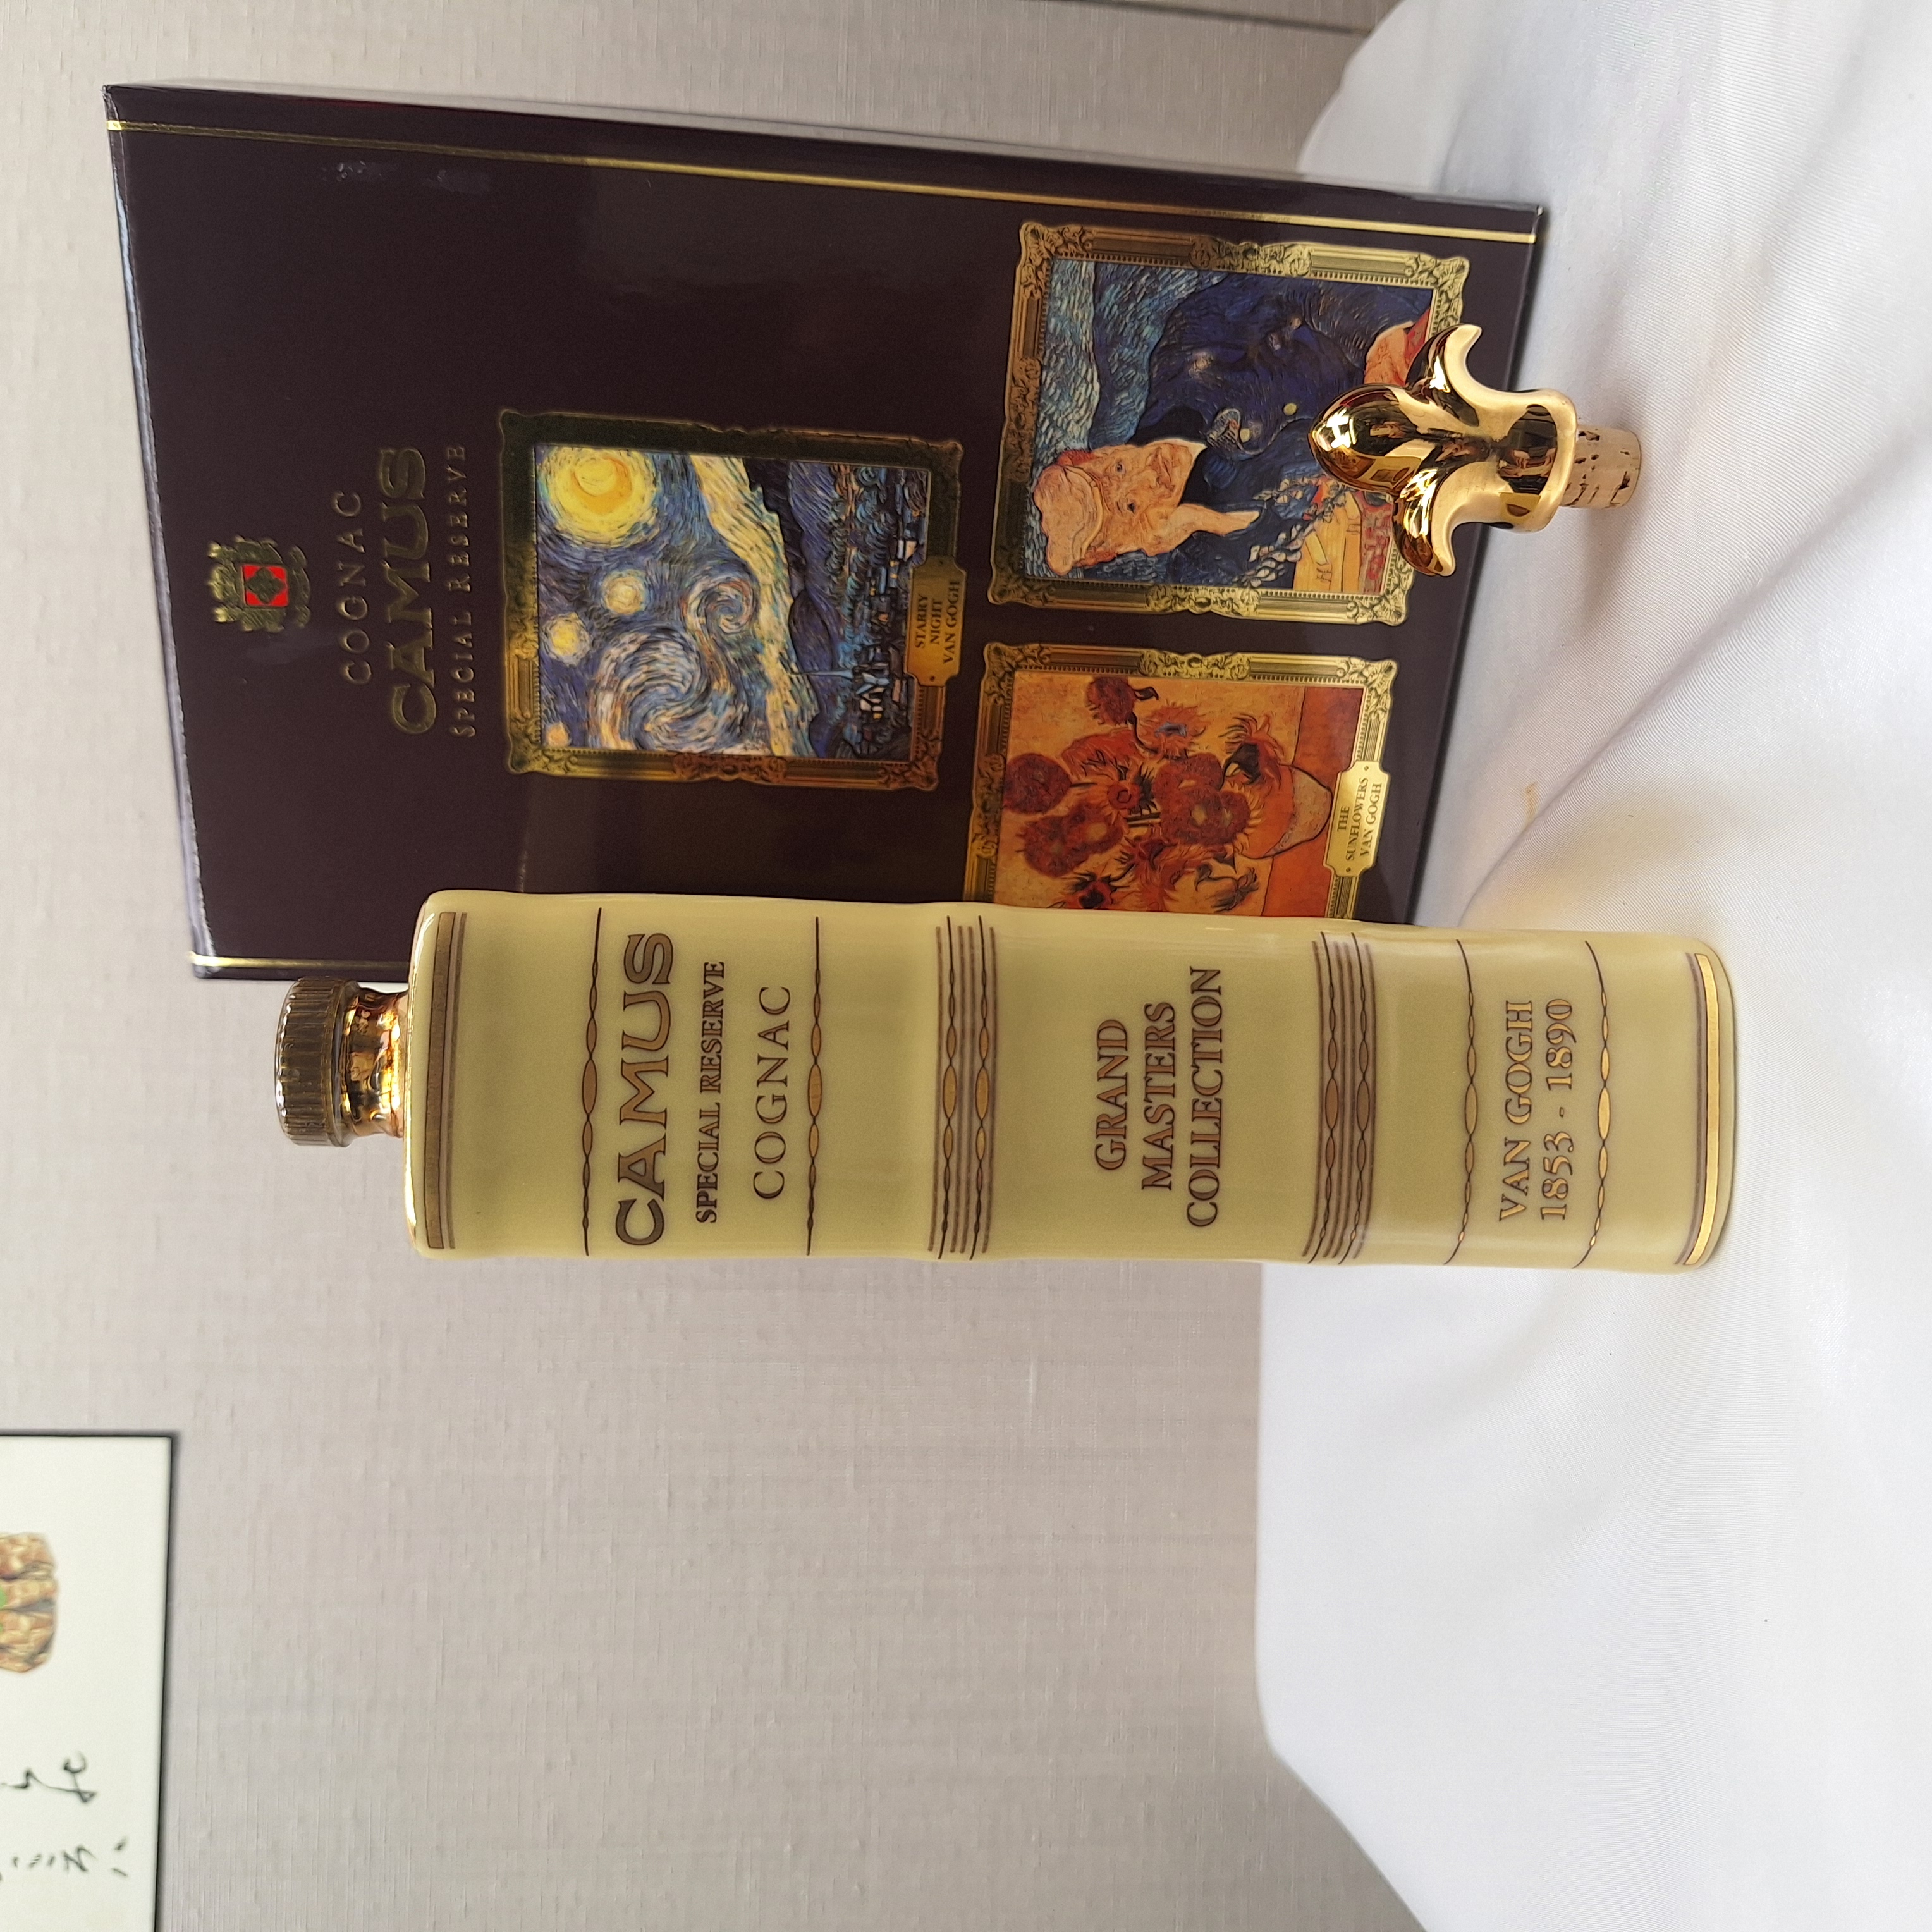 COGNAC
CAMUS
SPECIAL RESERVE
STARRY
NIGHT
VAN GOGH
THE
SUNFLOWERS
VAN GOGH
CAMUS
SPECIAL RESERVE
COGNAC
GRAND
MASTERS
COLLECTION
VAN GOGH
1853 - 1890